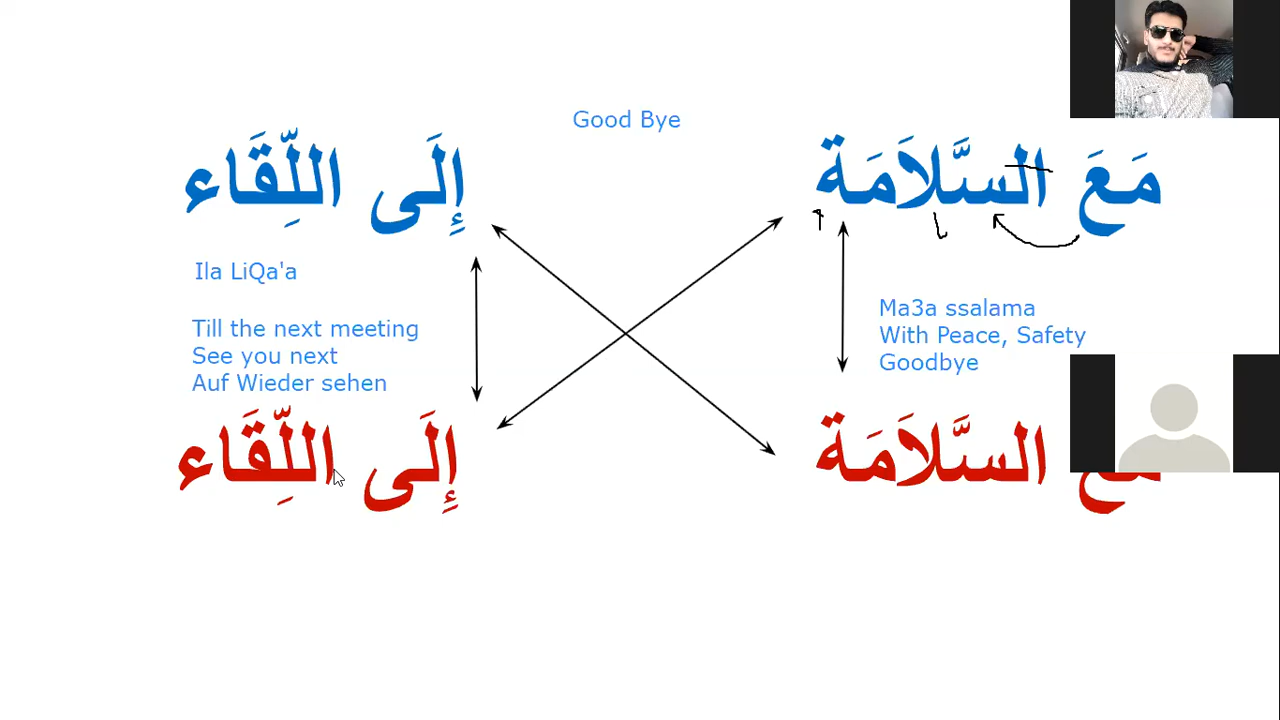 Good Bye
مَعَ السَّلاَمَة
إِلَى اللِّقَاء
Ma3a ssalama
With Peace, Safety
Goodbye
Ila LiQa'a
Till the next meeting
See you next
Auf Wieder sehen
مَعَ السَّلاَمَة
إِلَى اللِّقَاء